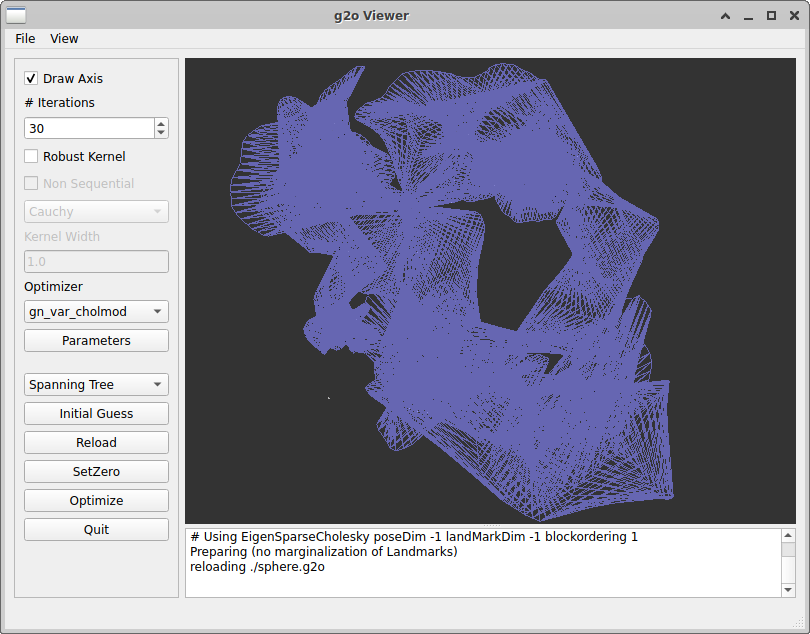 g2o Viewer
File View
Draw Axis
# Iterations
30
Robust Kernel
Non Sequential
Cauchy
Kernel Width
1.0
Optimizer
gn_var_cholmod
Parameters
Spanning Tree
Initial Guess
Reload
SetZero
Optimize
Quit
# Using EigenSparseCholesky poseDim -1 landMarkDim -1 blockordering 1
Preparing (no marginalization of Landmarks)
reloading ./sphere.g2o